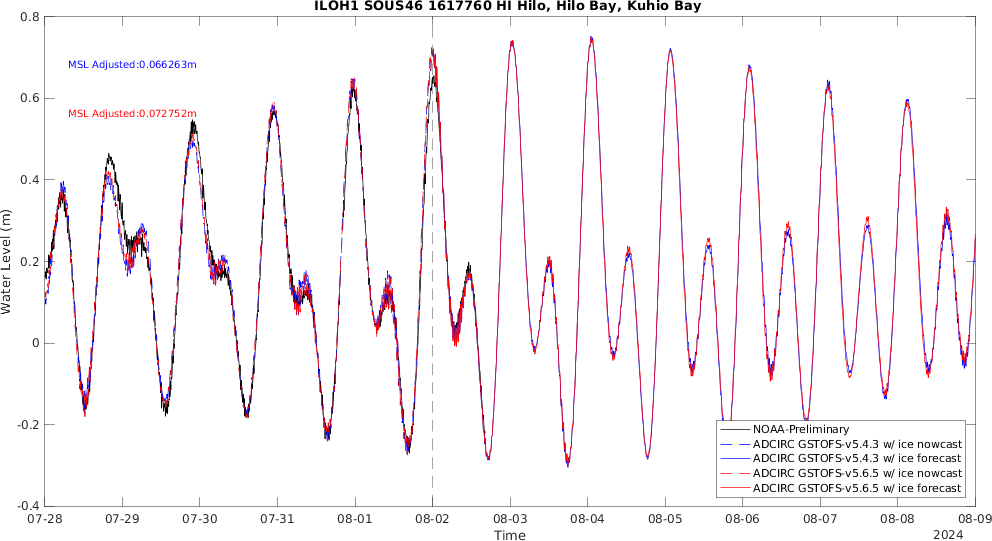 ILOH1 SOUS46 1617760 HI Hilo, Hilo Bay, Kuhio Bay
0.8
MSL Adjusted:0.066263m
0.6
MSL Adjusted:0.072752m
0.4
0.2
Water Level (m)
0
-0.2
-0.4
NOAA-Preliminary
ADCIRC GSTOFS-v5.4.3 w/ ice nowcast
ADCIRC GSTOFS-v5.4.3 w/ ice forecast
ADCIRC GSTOFS-v5.6.5 w/ ice nowcast
ADCIRC GSTOFS-v5.6.5 w/ ice forecast
07-28 07-29 07-30 07-31 08-01 08-02 08-03 08-04 08-05 08-06 08-07 08-08 08-09
Time
2024